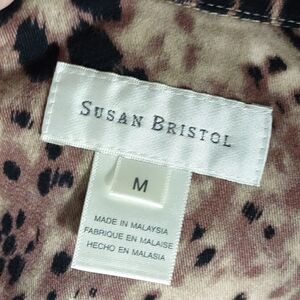 SUSAN BRISTOL
M
MADE IN MALAYSIA
FABRIQUE EN MALAISE
HECHO EN MALASIA